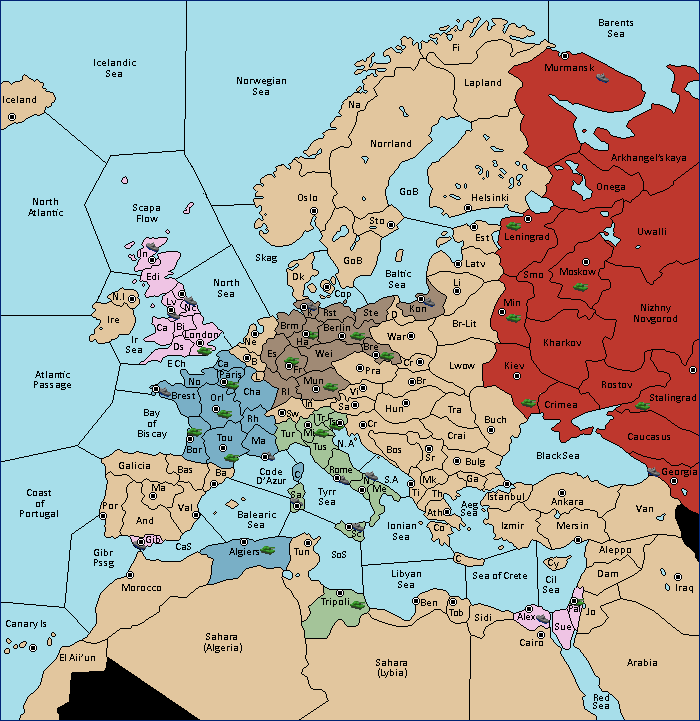 Barents
Sea
Icelandic
Sea
Norwegian
Sea
Fi
Murmansk
Lapland
Iceland
Na
Norrland
Arkhangel'skaya
Onega
North
Atlantic
Scapa
Flow
Oslo
GoB
Helsinki
Sto
Est
Leningrad
Uwalli
Edi
Skag
GoB
Baltic
Sea
Latv
Smo
Moskow
North
Sea
Dk
Cop
Li
N.I
Ire
Lv
Nc
Kon
Min
Nizhny
Novgorod
Ir
Sea
Ca
Bi
London
Ds
Ne
Brm
Rst
Ste
D
Berlin
Ha
War
Br-Lit
Kharkov
E Ch
B
L
Es
Wei
Bre
Fr
Cr
Lwow
Kiev
Atlantic
Passage
Ca
Paris
No
Brest
Orl
Cha
Rl
Mun
Pra
V
Br
Rostov
Stalingrad
Bay
of
Biscay
Bor
Rh
Tou
Ma
Sw
In
Sa
Hun
Tra
Crimea
Tur
Tr
Tus
N.A
Cr
Crai
Buch
Caucasus
Galicia
Bas
Ba
Code
D'Azur
C
Bos
Sr
Bulg
BlackSea
Georgia
Coast
of
Portugal
Por
Ma
And
Val
Rome
Tyrr
Sea
Me
S.A
Mk
Ti
Th
Ga
Istanbul
Ankara
Van
Balearic
Sea
Sa
Sc
Ionian
Sea
Ath
Co
Aeg
Sea
Izmir
Mersin
Gibr
Pssg
Gib
CaS
Algiers
Tun
SoS
C
Cy
Cil
Sea
Aleppo
Dam
Iraq
Morocco
Libyan
Sea
Sea of Crete
Canary Is
Tripoli
Ben
Tob
Sidi
Alex
Sue
Pal
Jo
Cairo
El Aii'un
Sahara
(Algeria)
Sahara
(Lybia)
Arabia
Red
Sea